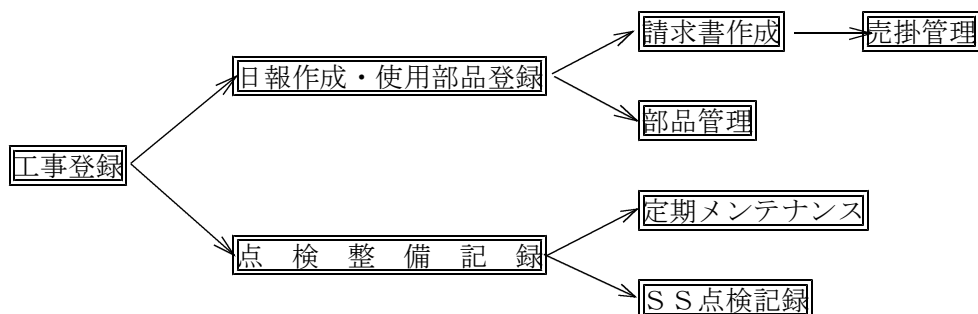 請求書作成
売掛管理
日報作成・使用部品登録
部品管理
工事登録
定期メンテナンス
点　検　整　備　記　録
ＳＳ点検記録